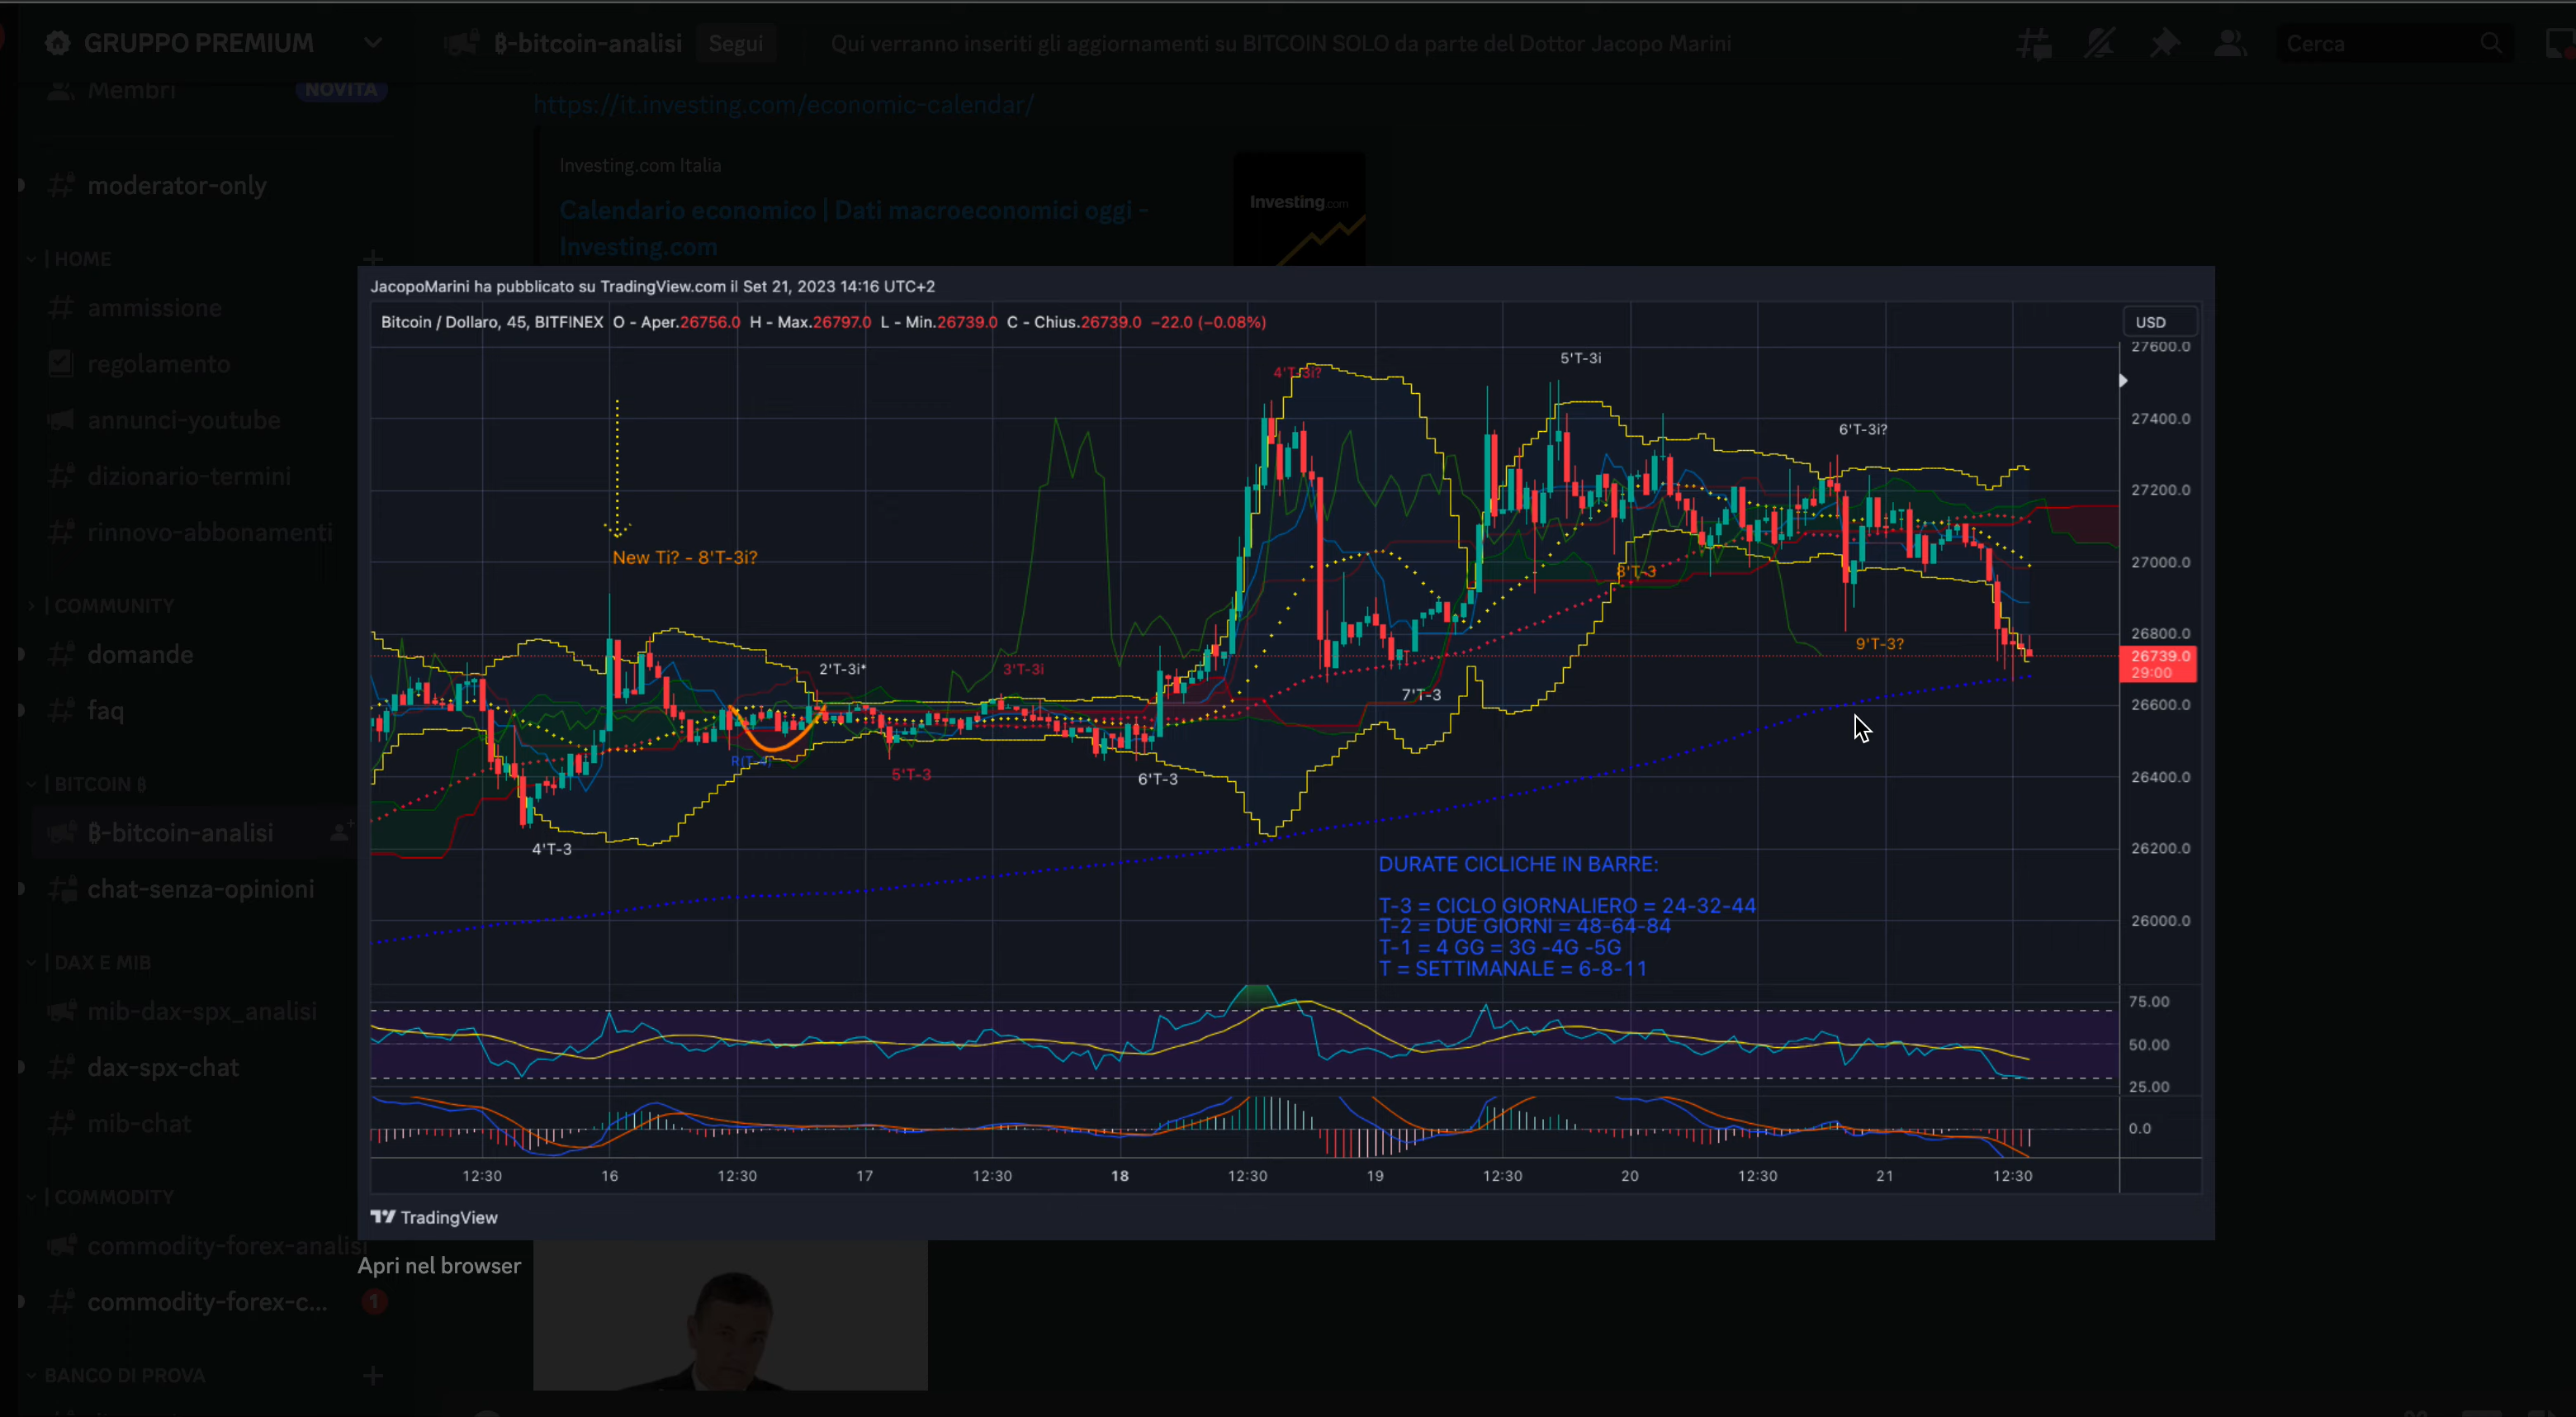 GRUPPO PREMIUM
₿-bitcoin-analisi
Segui
Qui verranno inseriti gli aggiornamenti su BITCOIN SOLO da parte del Dottor Jacopo Marini
Cerca
Membri
NOVITÀ
moderator-only
| HOME
ammissione
regolamento
annunci-youtube
dizionario-termini
rinnovo-abbonamenti
| COMMUNITY
domande
faq
| BITCOIN ₿
₿-bitcoin-analisi
chat-senza-opinioni
| DAX E MIB
mib-dax-spx_analisi
dax-spx-chat
mib-chat
| COMMODITY
commodity-forex-analisi
commodity-forex-c...
1
BANCO DI PROVA
https://it.investing.com/economic-calendar/
Investing.com Italia
Calendario economico | Dati macroeconomici oggi -
Investing.com
Investing.com
JacopoMarini ha pubblicato su TradingView.com il Set 21, 2023 14:16 UTC+2
Bitcoin / Dollaro, 45, BITFINEX O - Aper.26756.0 H - Max.26797.0 L - Min.26739.0 C - Chius.26739.0 −22.0 (−0.08%)
USD
27600.0
27400.0
27200.0
27000.0
26800.0
26739.0
29:00
26600.0
26400.0
26200.0
26000.0
75.00
50.00
25.00
0.0
4'T-3i?
5'T-3i
6'T-3i?
New Ti? - 8'T-3i?
8'T-3
9'T-3?
2'T-3i*
3'T-3i
7'T-3
5'T-3
6'T-3
4'T-3
DURATE CICLICHE IN BARRE:
T-3 = CICLO GIORNALIERO = 24-32-44
T-2 = DUE GIORNI = 48-64-84
T-1 = 4 GG = 3G -4G -5G
T = SETTIMANALE = 6-8-11
12:30 16 12:30 17 12:30 18 12:30 19 12:30 20 12:30 21 12:30
TradingView
Apri nel browser